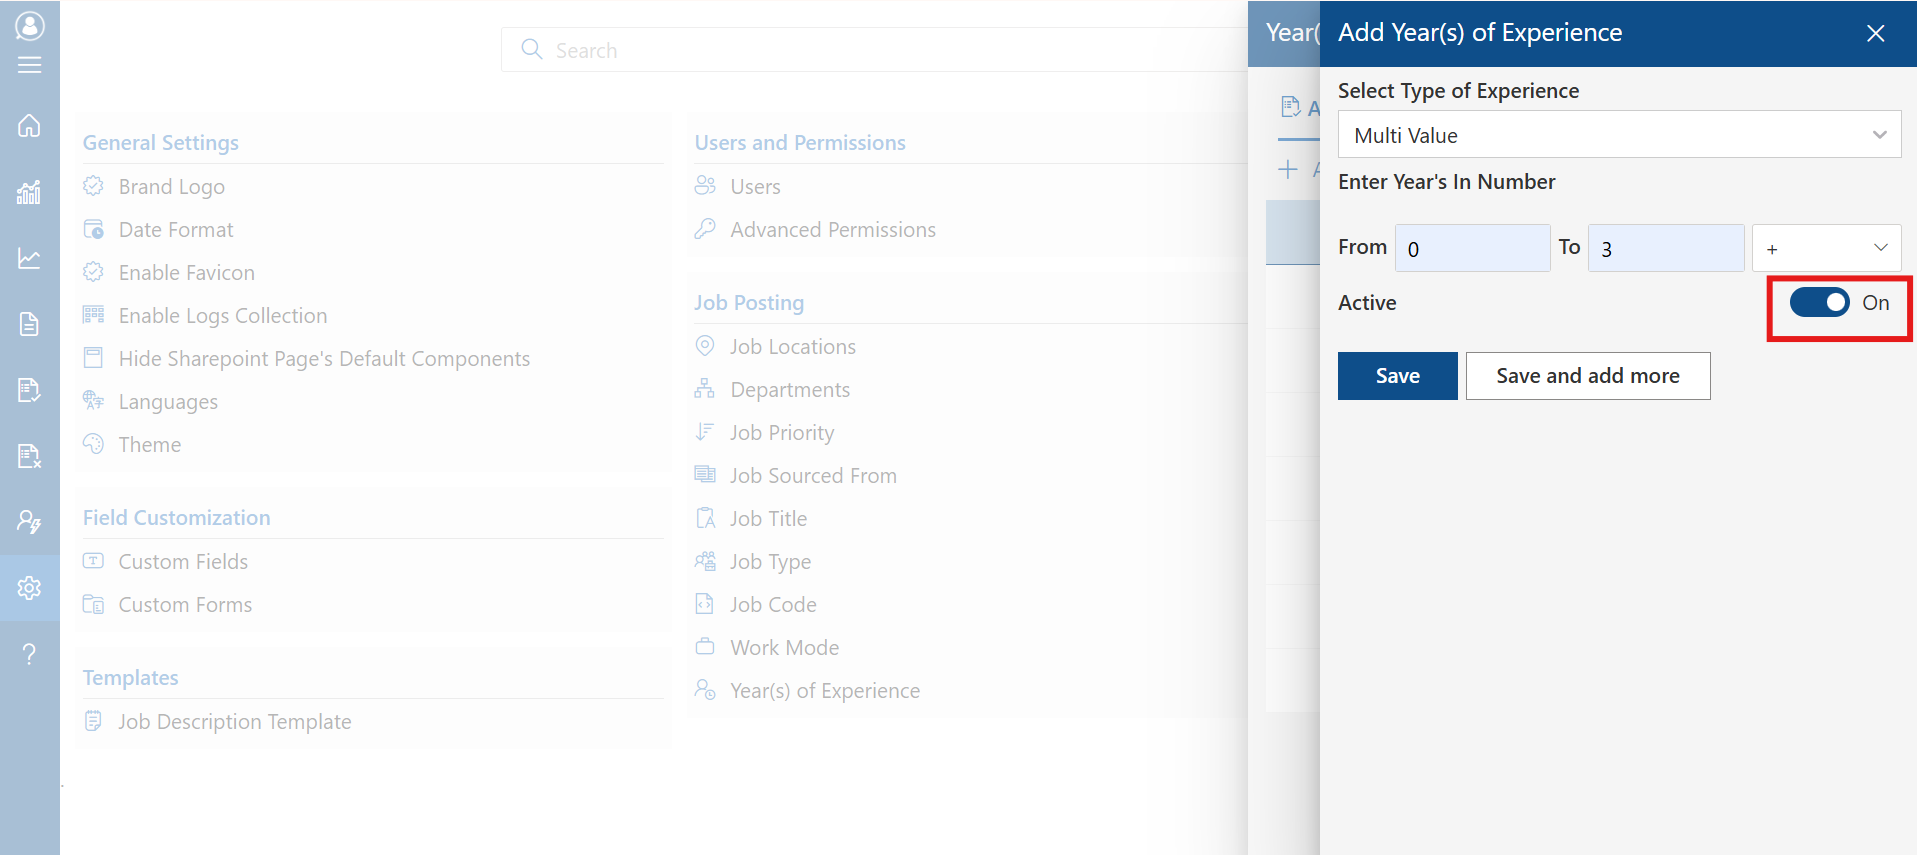 Search
General Settings
Brand Logo
Date Format
Enable Favicon
Enable Logs Collection
Hide Sharepoint Page's Default Components
Languages
Theme
Field Customization
Custom Fields
Custom Forms
Templates
Job Description Template
Users and Permissions
Users
Advanced Permissions
Job Posting
Job Locations
Departments
Job Priority
Job Sourced From
Job Title
Job Type
Job Code
Work Mode
Year(s) of Experience
Year(
A
A
Add Year(s) of Experience
Select Type of Experience
Multi Value
Enter Year's In Number
From 0 To 3 +
Active On
Save Save and add more